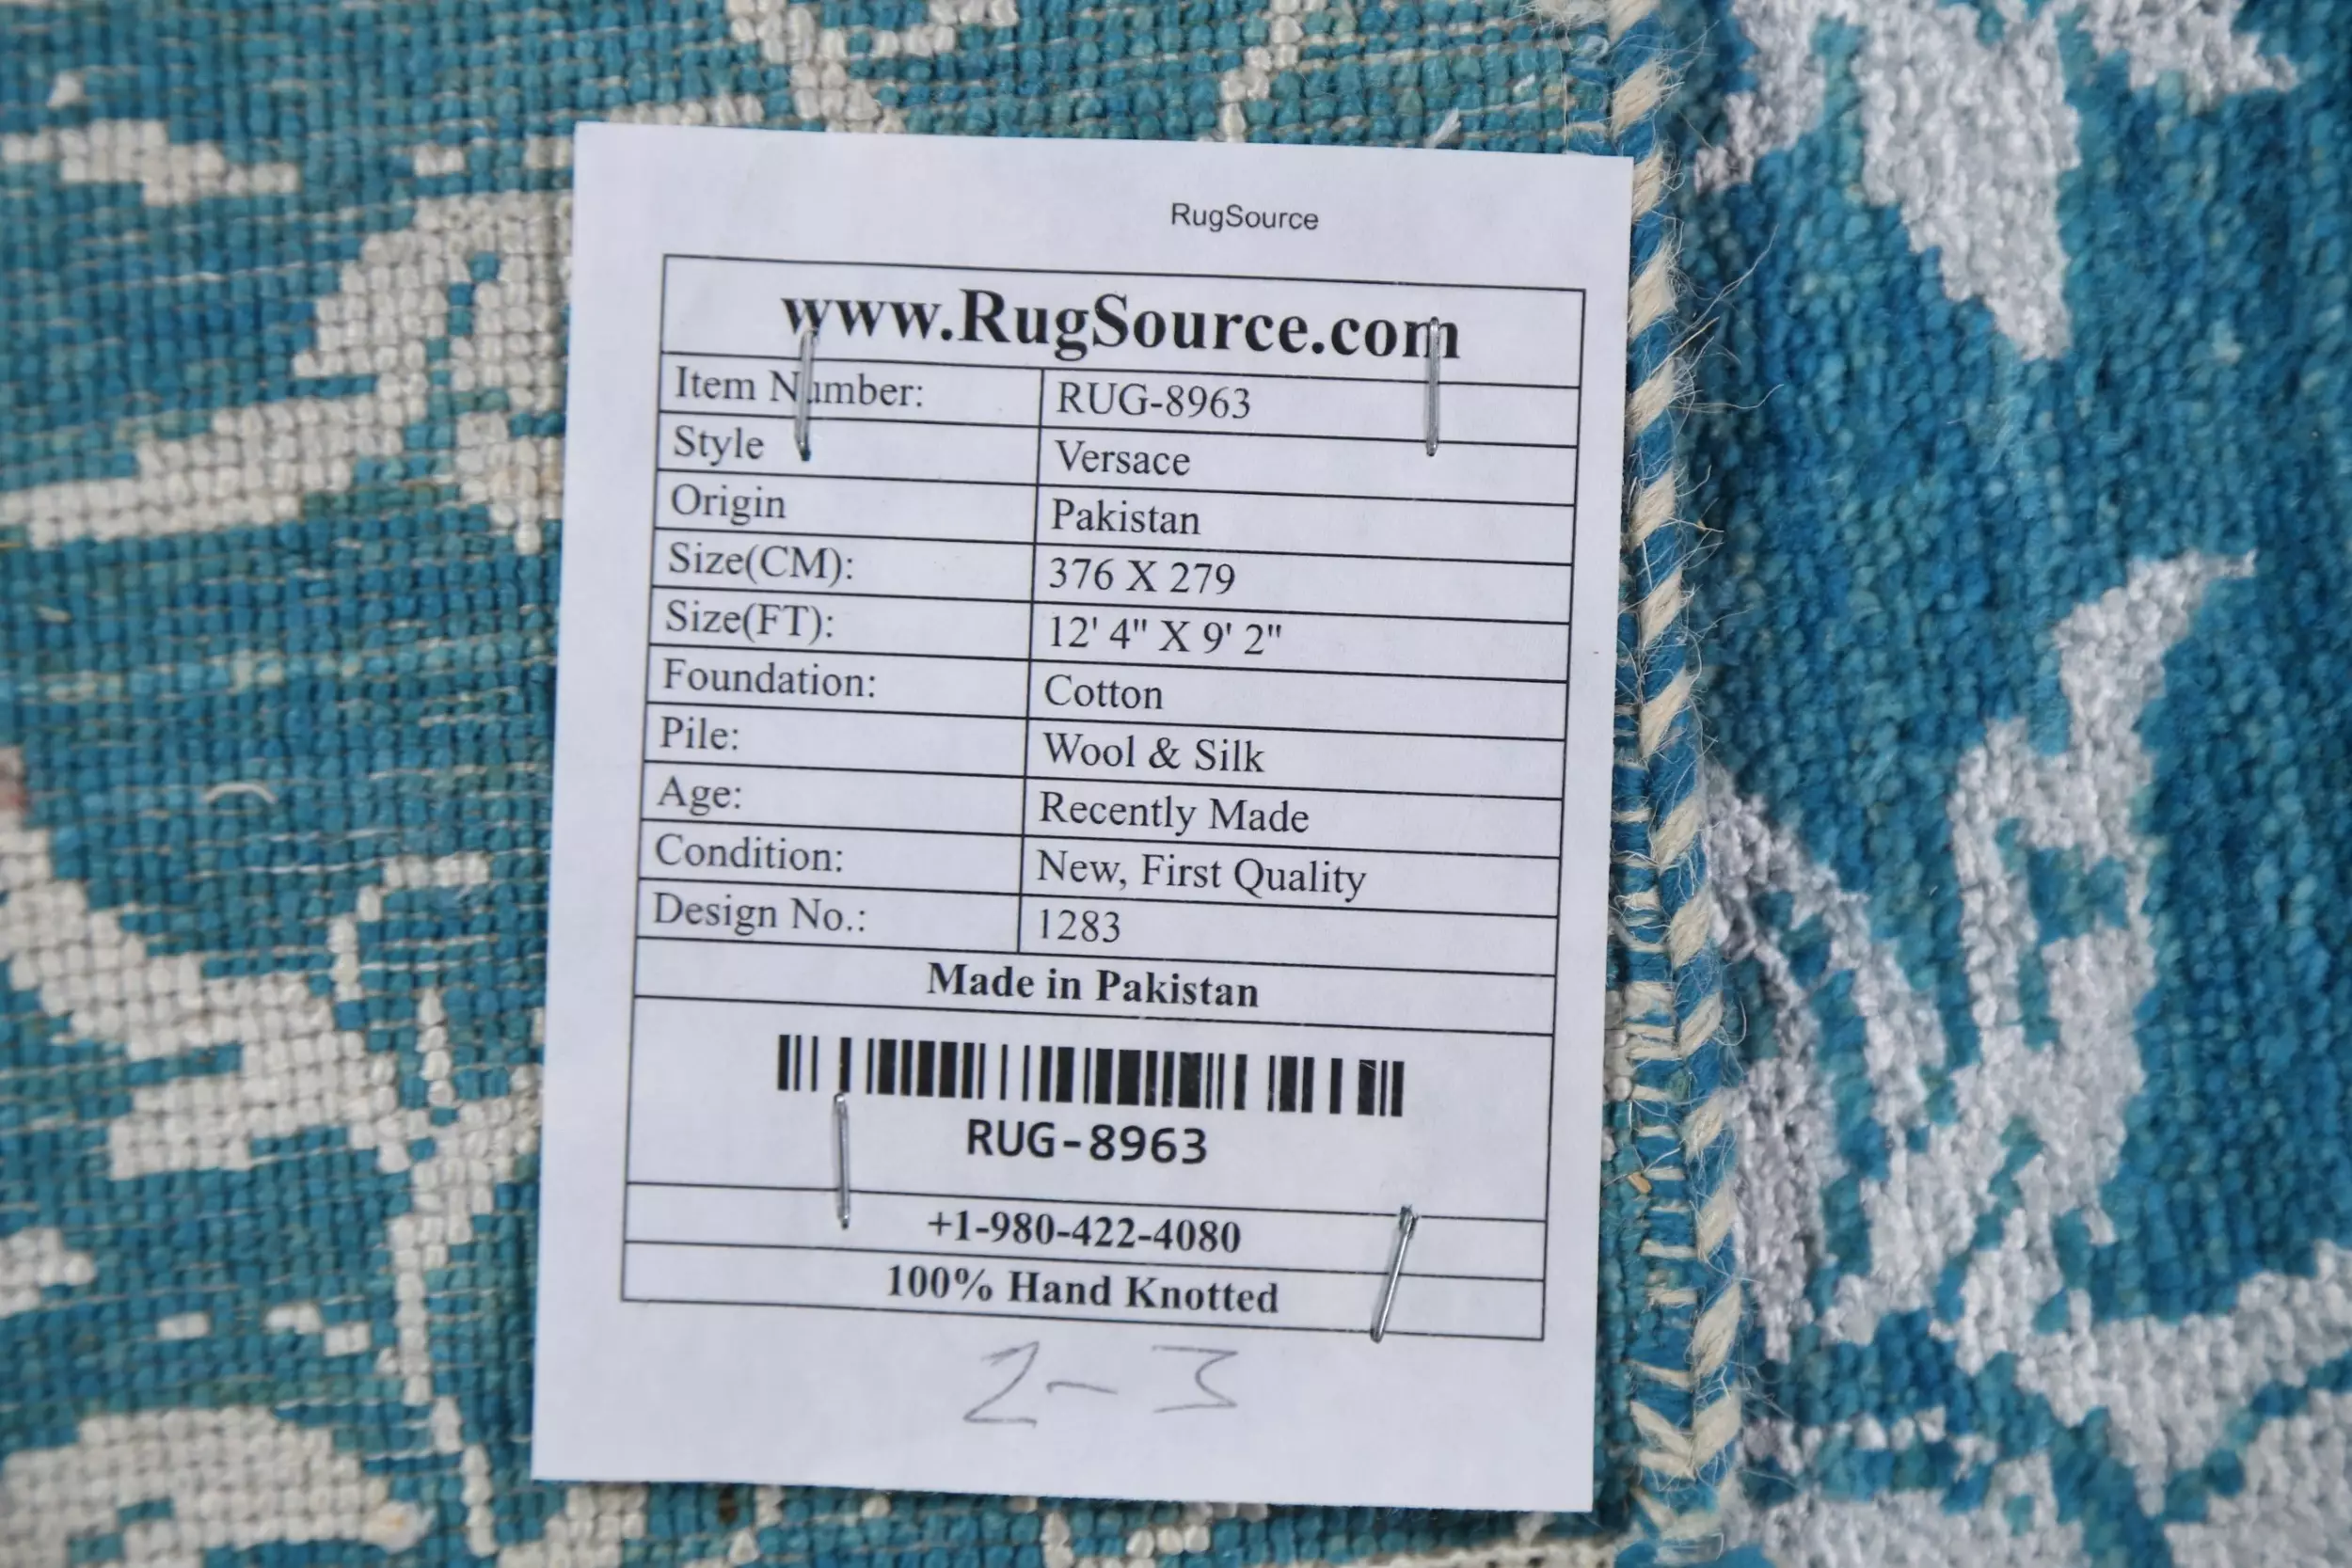 RugSource
www.RugSource.com
Item Number: RUG-8963
Style Versace
Origin Pakistan
Size(CM): 376 X 279
Size(FT): 12' 4" X 9' 2"
Foundation: Cotton
Pile: Wool & Silk
Age: Recently Made
Condition: New, First Quality
Design No.: 1283
Made in Pakistan
RUG-8963
+1-980-422-4080
100% Hand Knotted
2-3